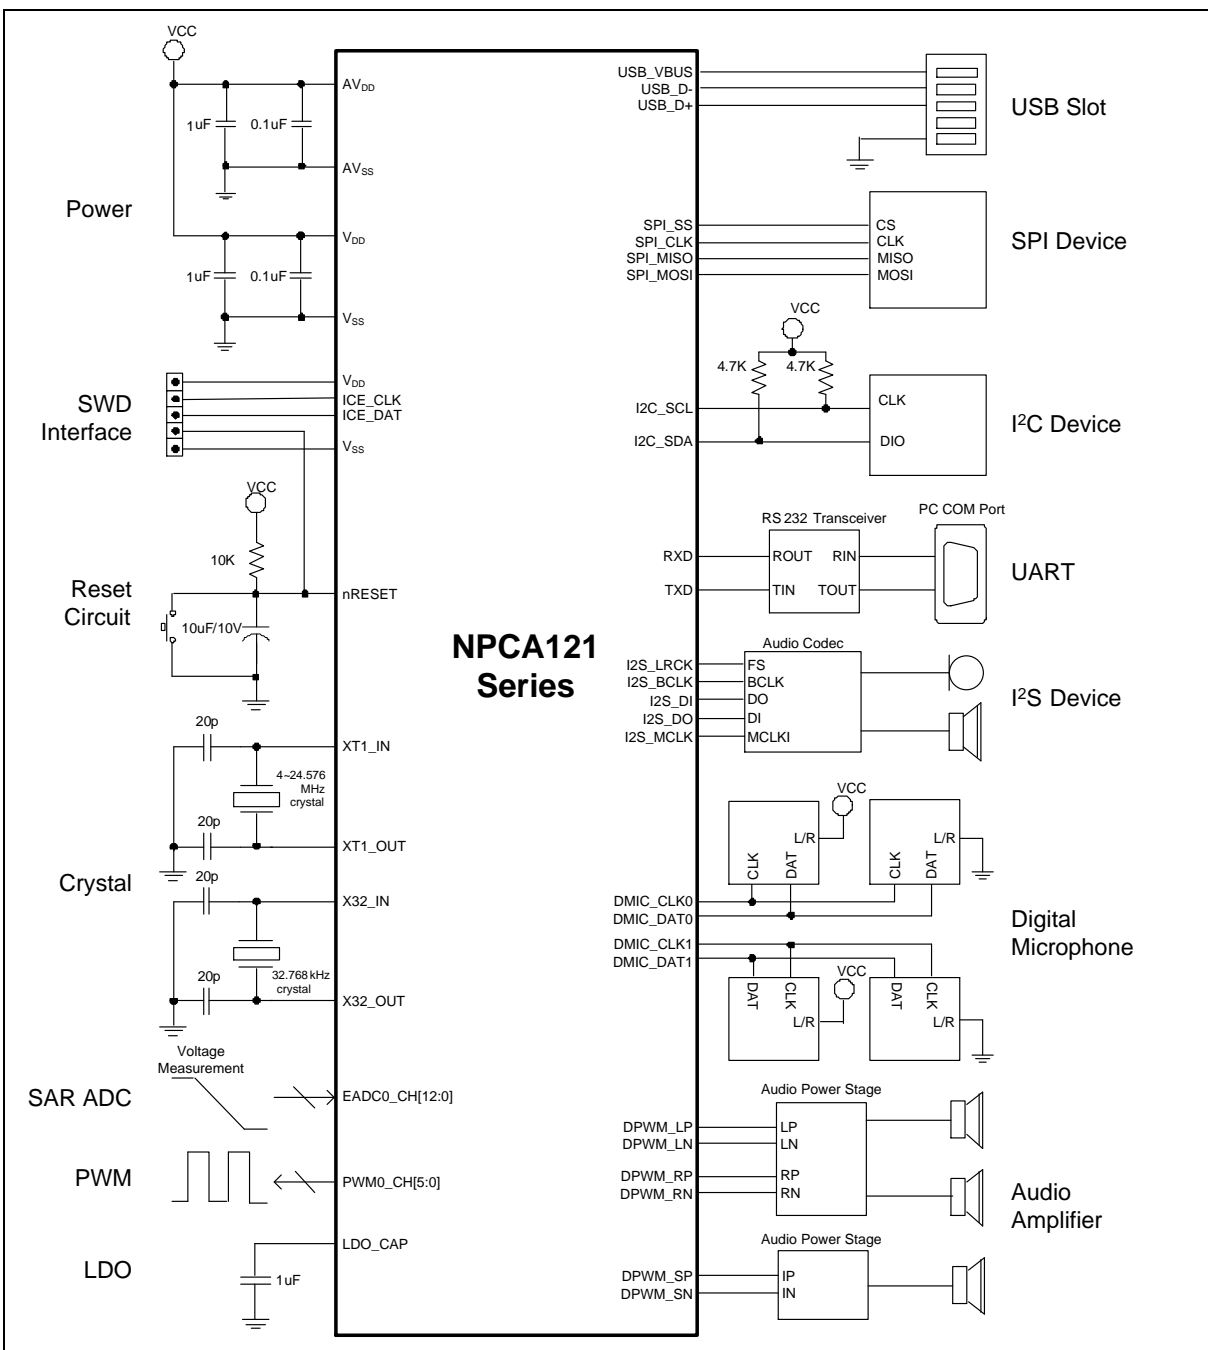 VCC
AVDD
1uF
0.1uF
AVSS
Power
VDD
1uF
0.1uF
VSS
SWD
Interface
VDD
ICE_CLK
ICE_DAT
VSS
VCC
10K
Reset
Circuit
nRESET
10uF/10V
20p
XT1_IN
4~24.576
MHz
crystal
20p
XT1_OUT
Crystal
20p
X32_IN
32.768 kHz
crystal
20p
X32_OUT
Voltage
Measurement
SAR ADC
EADC0_CH[12:0]
PWM
PWM0_CH[5:0]
LDO
LDO_CAP
1uF
NPCA121
Series
USB_VBUS
USB_D-
USB_D+
USB Slot
SPI_SS
SPI_CLK
SPI_MISO
SPI_MOSI
CS
CLK
MISO
MOSI
SPI Device
VCC
4.7K
4.7K
I2C_SCL
I2C_SDA
CLK
DIO
I2C Device
RS 232 Transceiver
PC COM Port
RXD
TXD
ROUT
RIN
TIN
TOUT
UART
Audio Codec
I2S_LRCK
I2S_BCLK
I2S_DI
I2S_DO
I2S_MCLK
FS
BCLK
DO
DI
MCLKI
I2S Device
VCC
L/R
CLK
DAT
L/R
CLK
DAT
DMIC_CLK0
DMIC_DAT0
DMIC_CLK1
DMIC_DAT1
Digital
Microphone
VCC
DAT
CLK
L/R
DAT
CLK
L/R
Audio Power Stage
DPWM_LP
DPWM_LN
DPWM_RP
DPWM_RN
LP
LN
RP
RN
Audio
Amplifier
Audio Power Stage
DPWM_SP
DPWM_SN
IP
IN